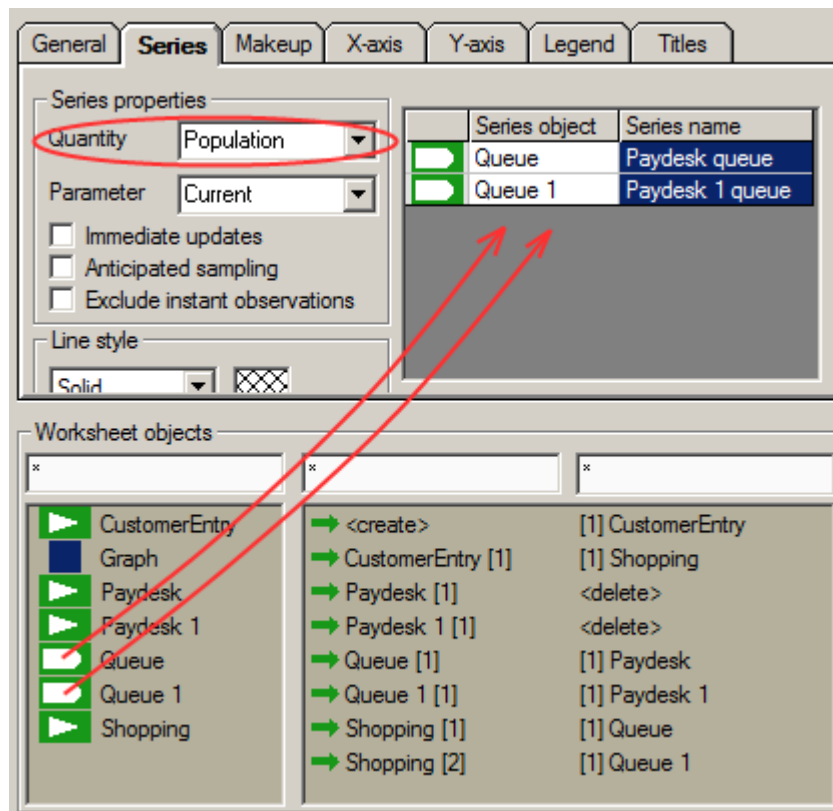 General Series Makeup X-axis Y-axis Legend Titles
Series properties
Quantity Population
Parameter Current
Immediate updates
Anticipated sampling
Exclude instant observations
Line style
Solid
Series object Series name
Queue Paydesk queue
Queue 1 Paydesk 1 queue
Worksheet objects
* * *
CustomerEntry
Graph
Paydesk
Paydesk 1
Queue
Queue 1
Shopping
<create> [1] CustomerEntry
CustomerEntry [1] [1] Shopping
Paydesk [1] <delete>
Paydesk 1 [1] <delete>
Queue [1] [1] Paydesk
Queue 1 [1] [1] Paydesk 1
Shopping [1] [1] Queue
Shopping [2] [1] Queue 1